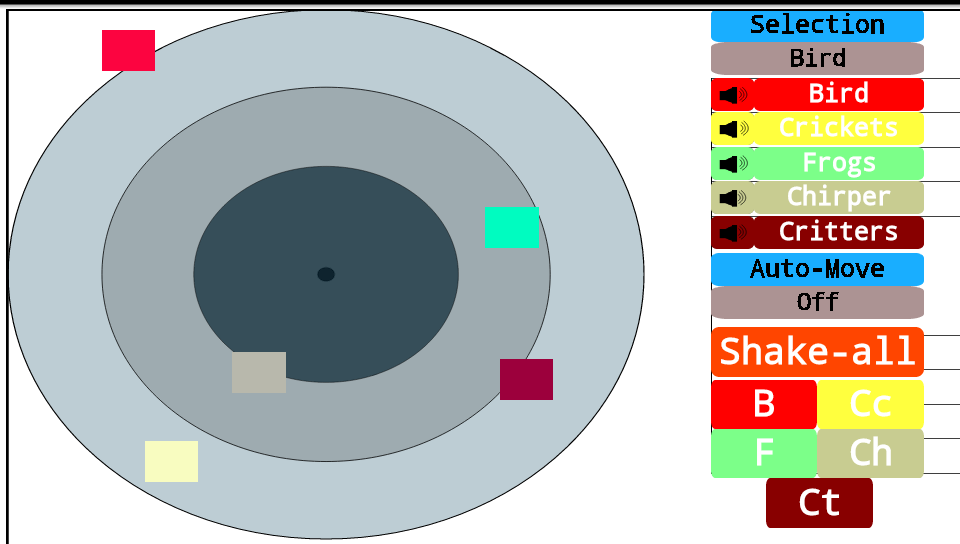 Selection
Bird
Bird
Crickets
Frogs
Chirper
Critters
Auto-Move
Off
Shake-all
B Cc
F Ch
Ct